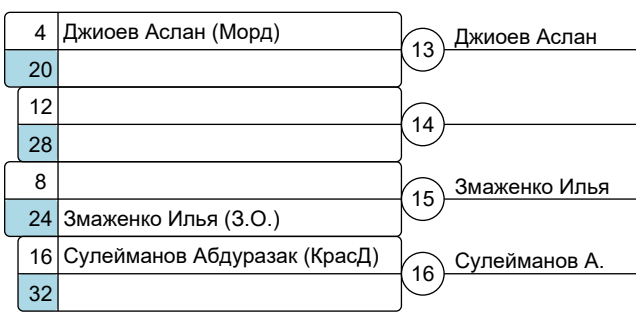 4 Джиоев Аслан (Морд)
13 Джиоев Аслан
20
12
14
28
8
15 Змаженко Илья
24 Змаженко Илья (З.О.)
16 Сулейманов Абдуразак (КрасД)
16 Сулейманов А.
32